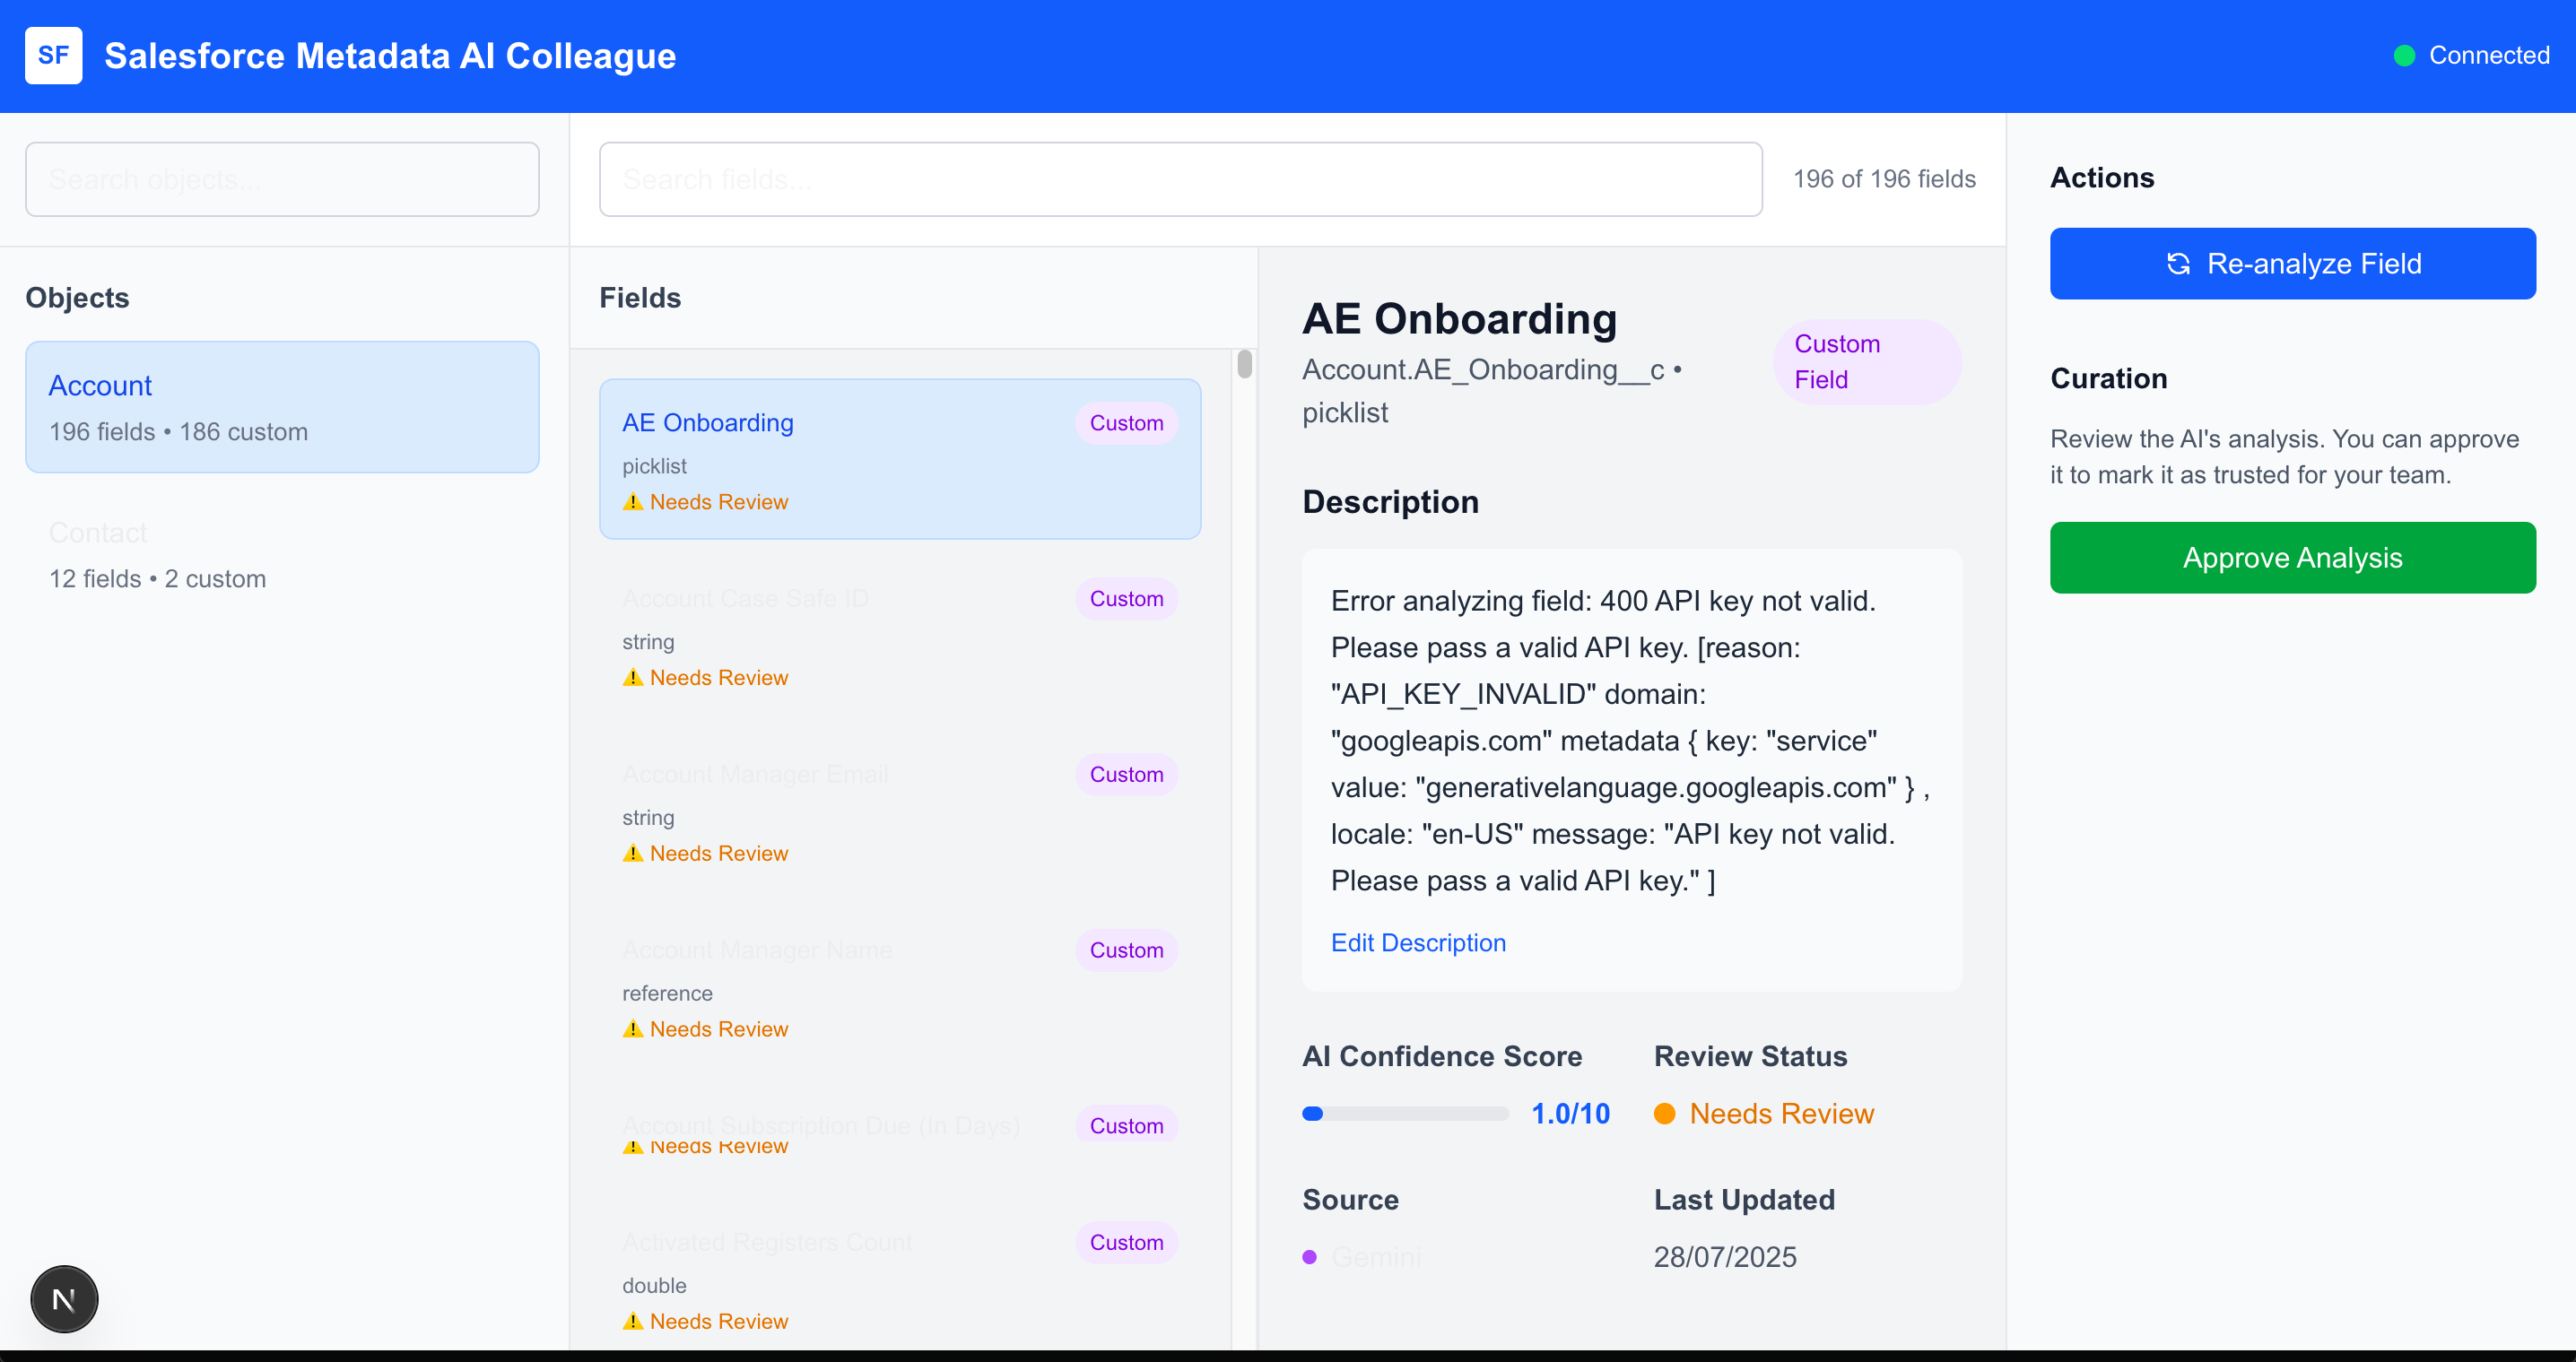 SF
Salesforce Metadata AI Colleague
Connected
Search objects...
Objects
Account
196 fields • 186 custom
Contact
12 fields • 2 custom
Search fields...
196 of 196 fields
Fields
AE Onboarding
Custom
picklist
⚠ Needs Review
Account Case Safe ID
Custom
string
⚠ Needs Review
Account Manager Email
Custom
string
⚠ Needs Review
Account Manager Name
Custom
reference
⚠ Needs Review
Account Subscription Due (In Days)
Custom
⚠ Needs Review
Activated Registers Count
Custom
double
⚠ Needs Review
AE Onboarding
Account.AE_Onboarding__c •
picklist
Custom
Field
Description
Error analyzing field: 400 API key not valid.
Please pass a valid API key. [reason:
"API_KEY_INVALID" domain:
"googleapis.com" metadata { key: "service"
value: "generativelanguage.googleapis.com" } ,
locale: "en-US" message: "API key not valid.
Please pass a valid API key." ]
Edit Description
AI Confidence Score
1.0/10
Review Status
Needs Review
Source
Gemini
Last Updated
28/07/2025
Actions
Re-analyze Field
Curation
Review the AI's analysis. You can approve
it to mark it as trusted for your team.
Approve Analysis
N